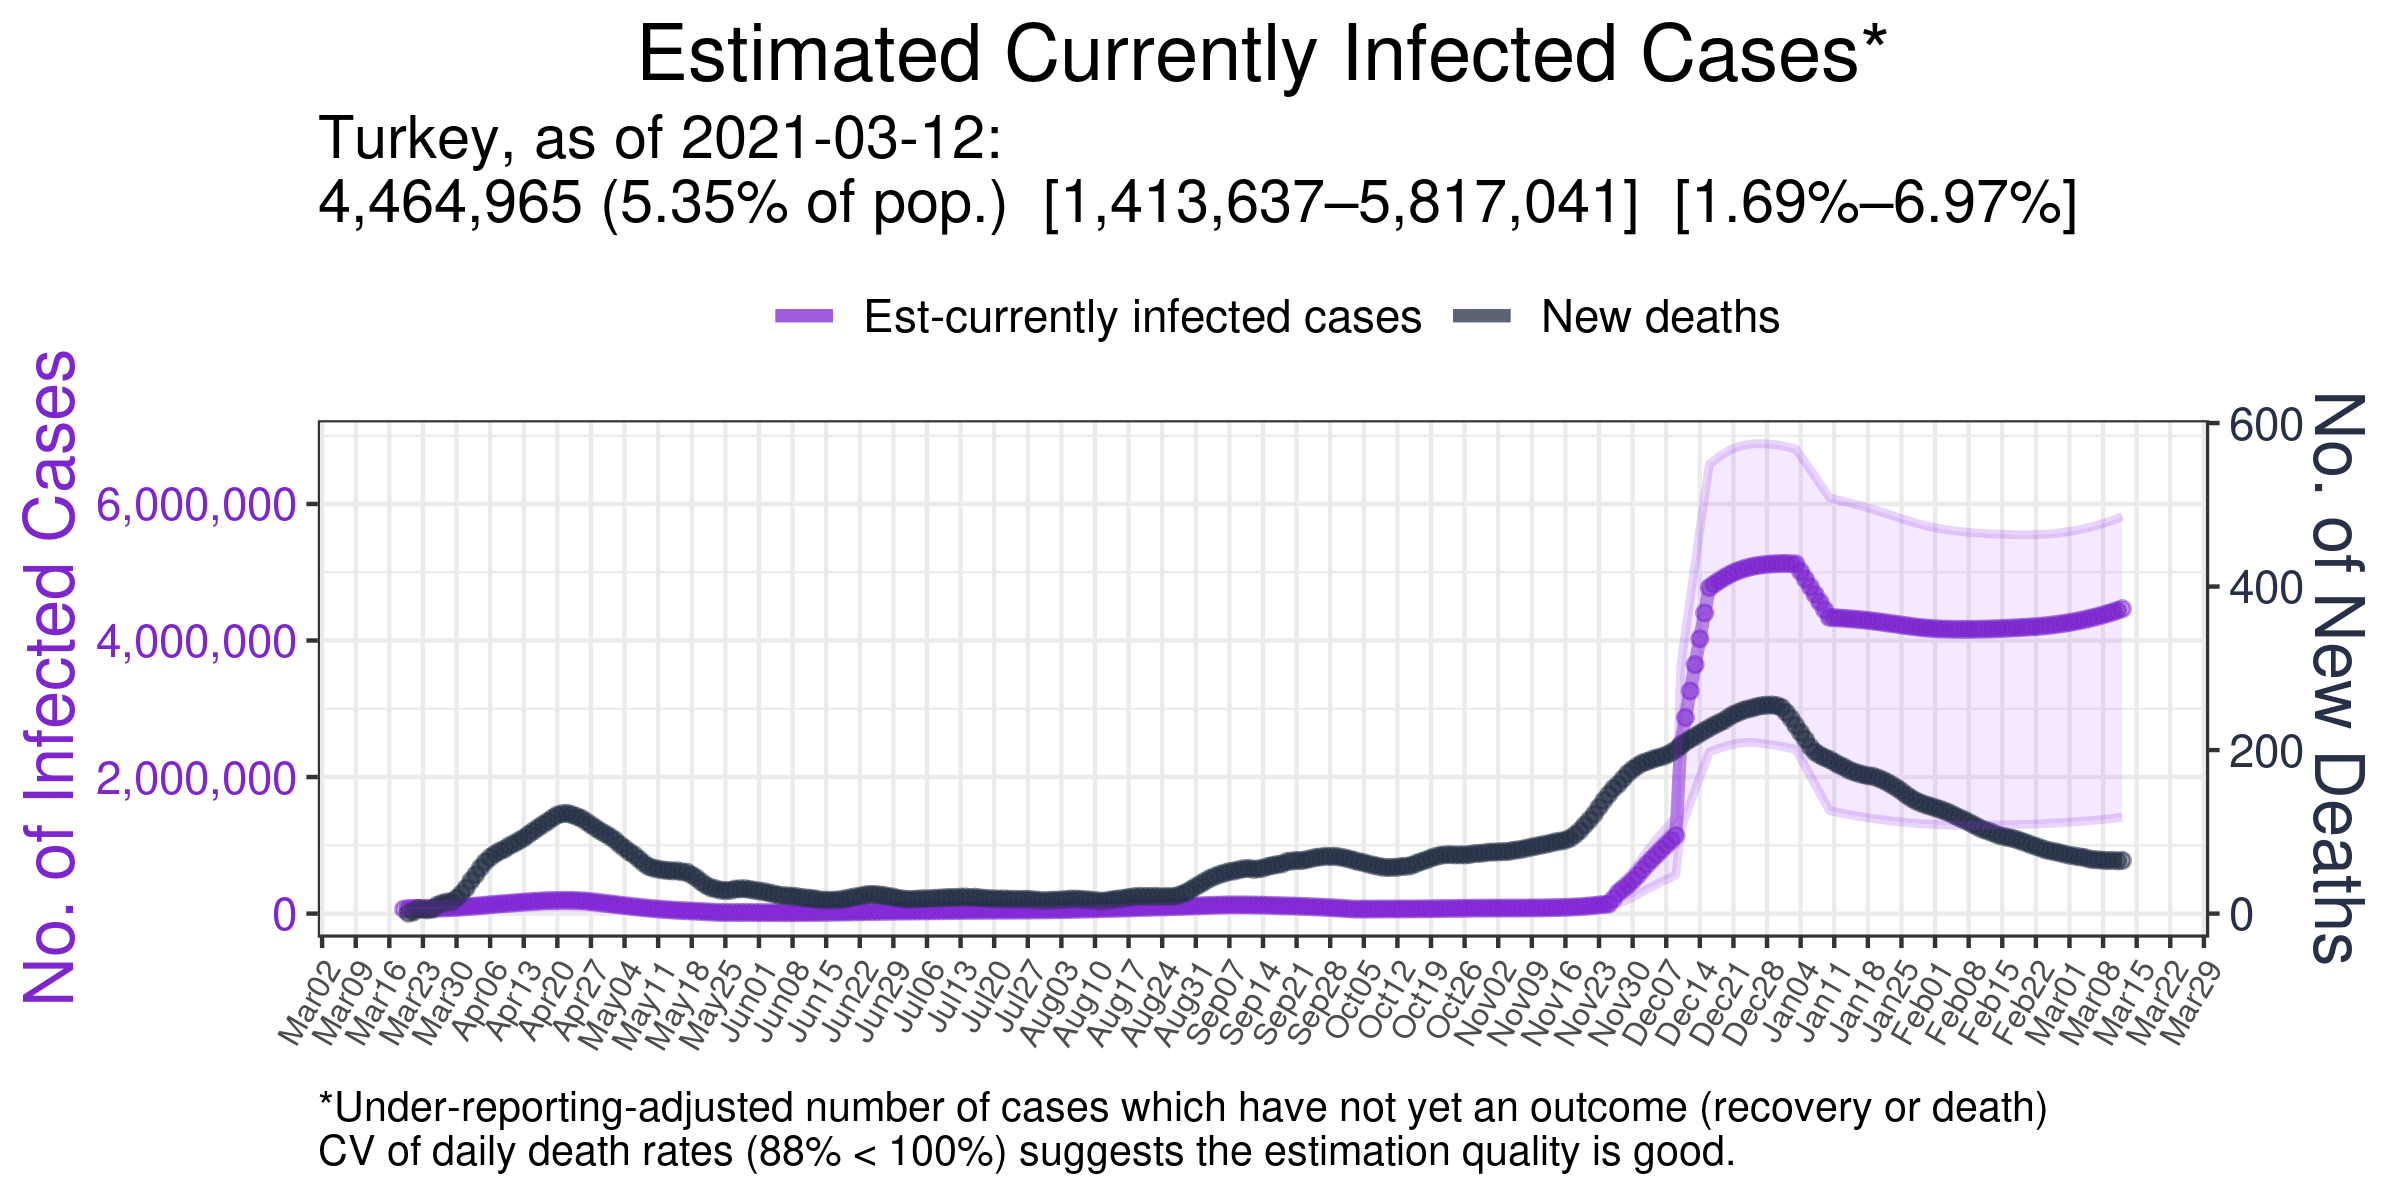 Estimated Currently Infected Cases*
Turkey, as of 2021-03-12:
4,464,965 (5.35% of pop.) [1,413,637–5,817,041] [1.69%–6.97%]
Est-currently infected cases New deaths
No. of Infected Cases
6,000,000
4,000,000
2,000,000
0
600
400
200
0
No. of New Deaths
Mar02 Mar09 Mar16 Mar23 Mar30 Apr06 Apr13 Apr20 Apr27 May04 May11 May18 May25 Jun01 Jun08 Jun15 Jun22 Jun29 Jul06 Jul13 Jul20 Jul27 Aug03 Aug10 Aug17 Aug24 Aug31 Sep07 Sep14 Sep21 Sep28 Oct05 Oct12 Oct19 Oct26 Nov02 Nov09 Nov16 Nov23 Nov30 Dec07 Dec14 Dec21 Dec28 Jan04 Jan11 Jan18 Jan25 Feb01 Feb08 Feb15 Feb22 Mar01 Mar08 Mar15 Mar22 Mar29
*Under-reporting-adjusted number of cases which have not yet an outcome (recovery or death)
CV of daily death rates (88% < 100%) suggests the estimation quality is good.